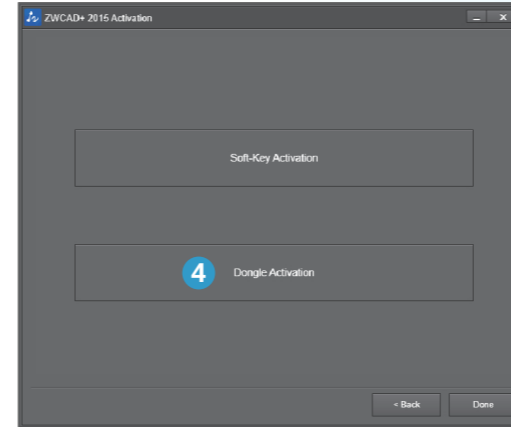 ZWCAD+ 2015 Activation
Soft-Key Activation
4 Dongle Activation
< Back Done